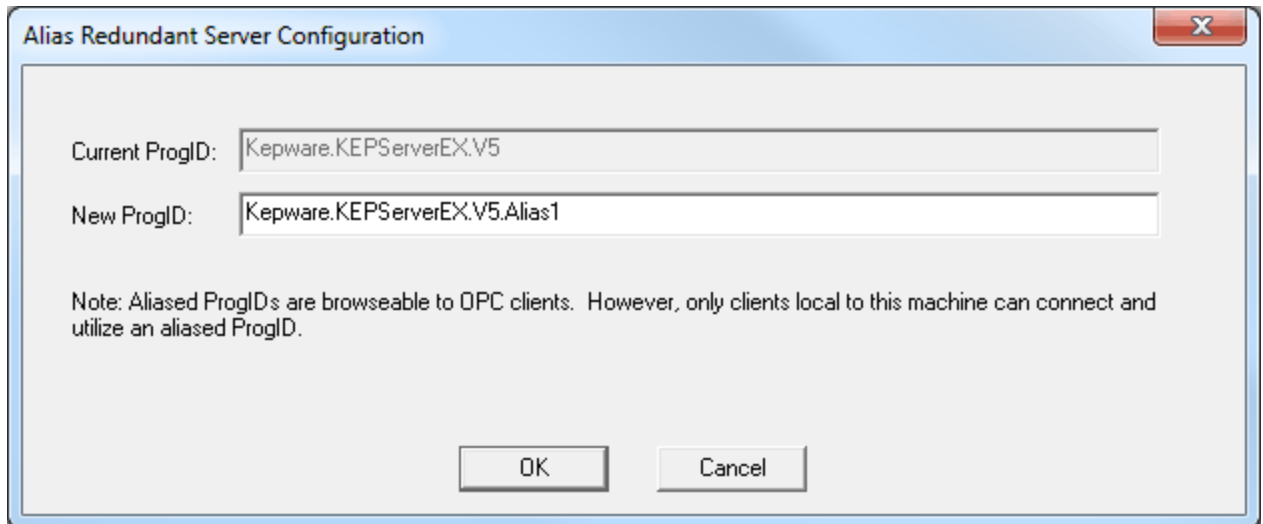 Alias Redundant Server Configuration
Current ProgID: Kepware.KEPServerEX.V5
New ProgID: Kepware.KEPServerEX.V5.Alias1
Note: Aliased ProgIDs are browseable to OPC clients.  However, only clients local to this machine can connect and
utilize an aliased ProgID.
OK Cancel